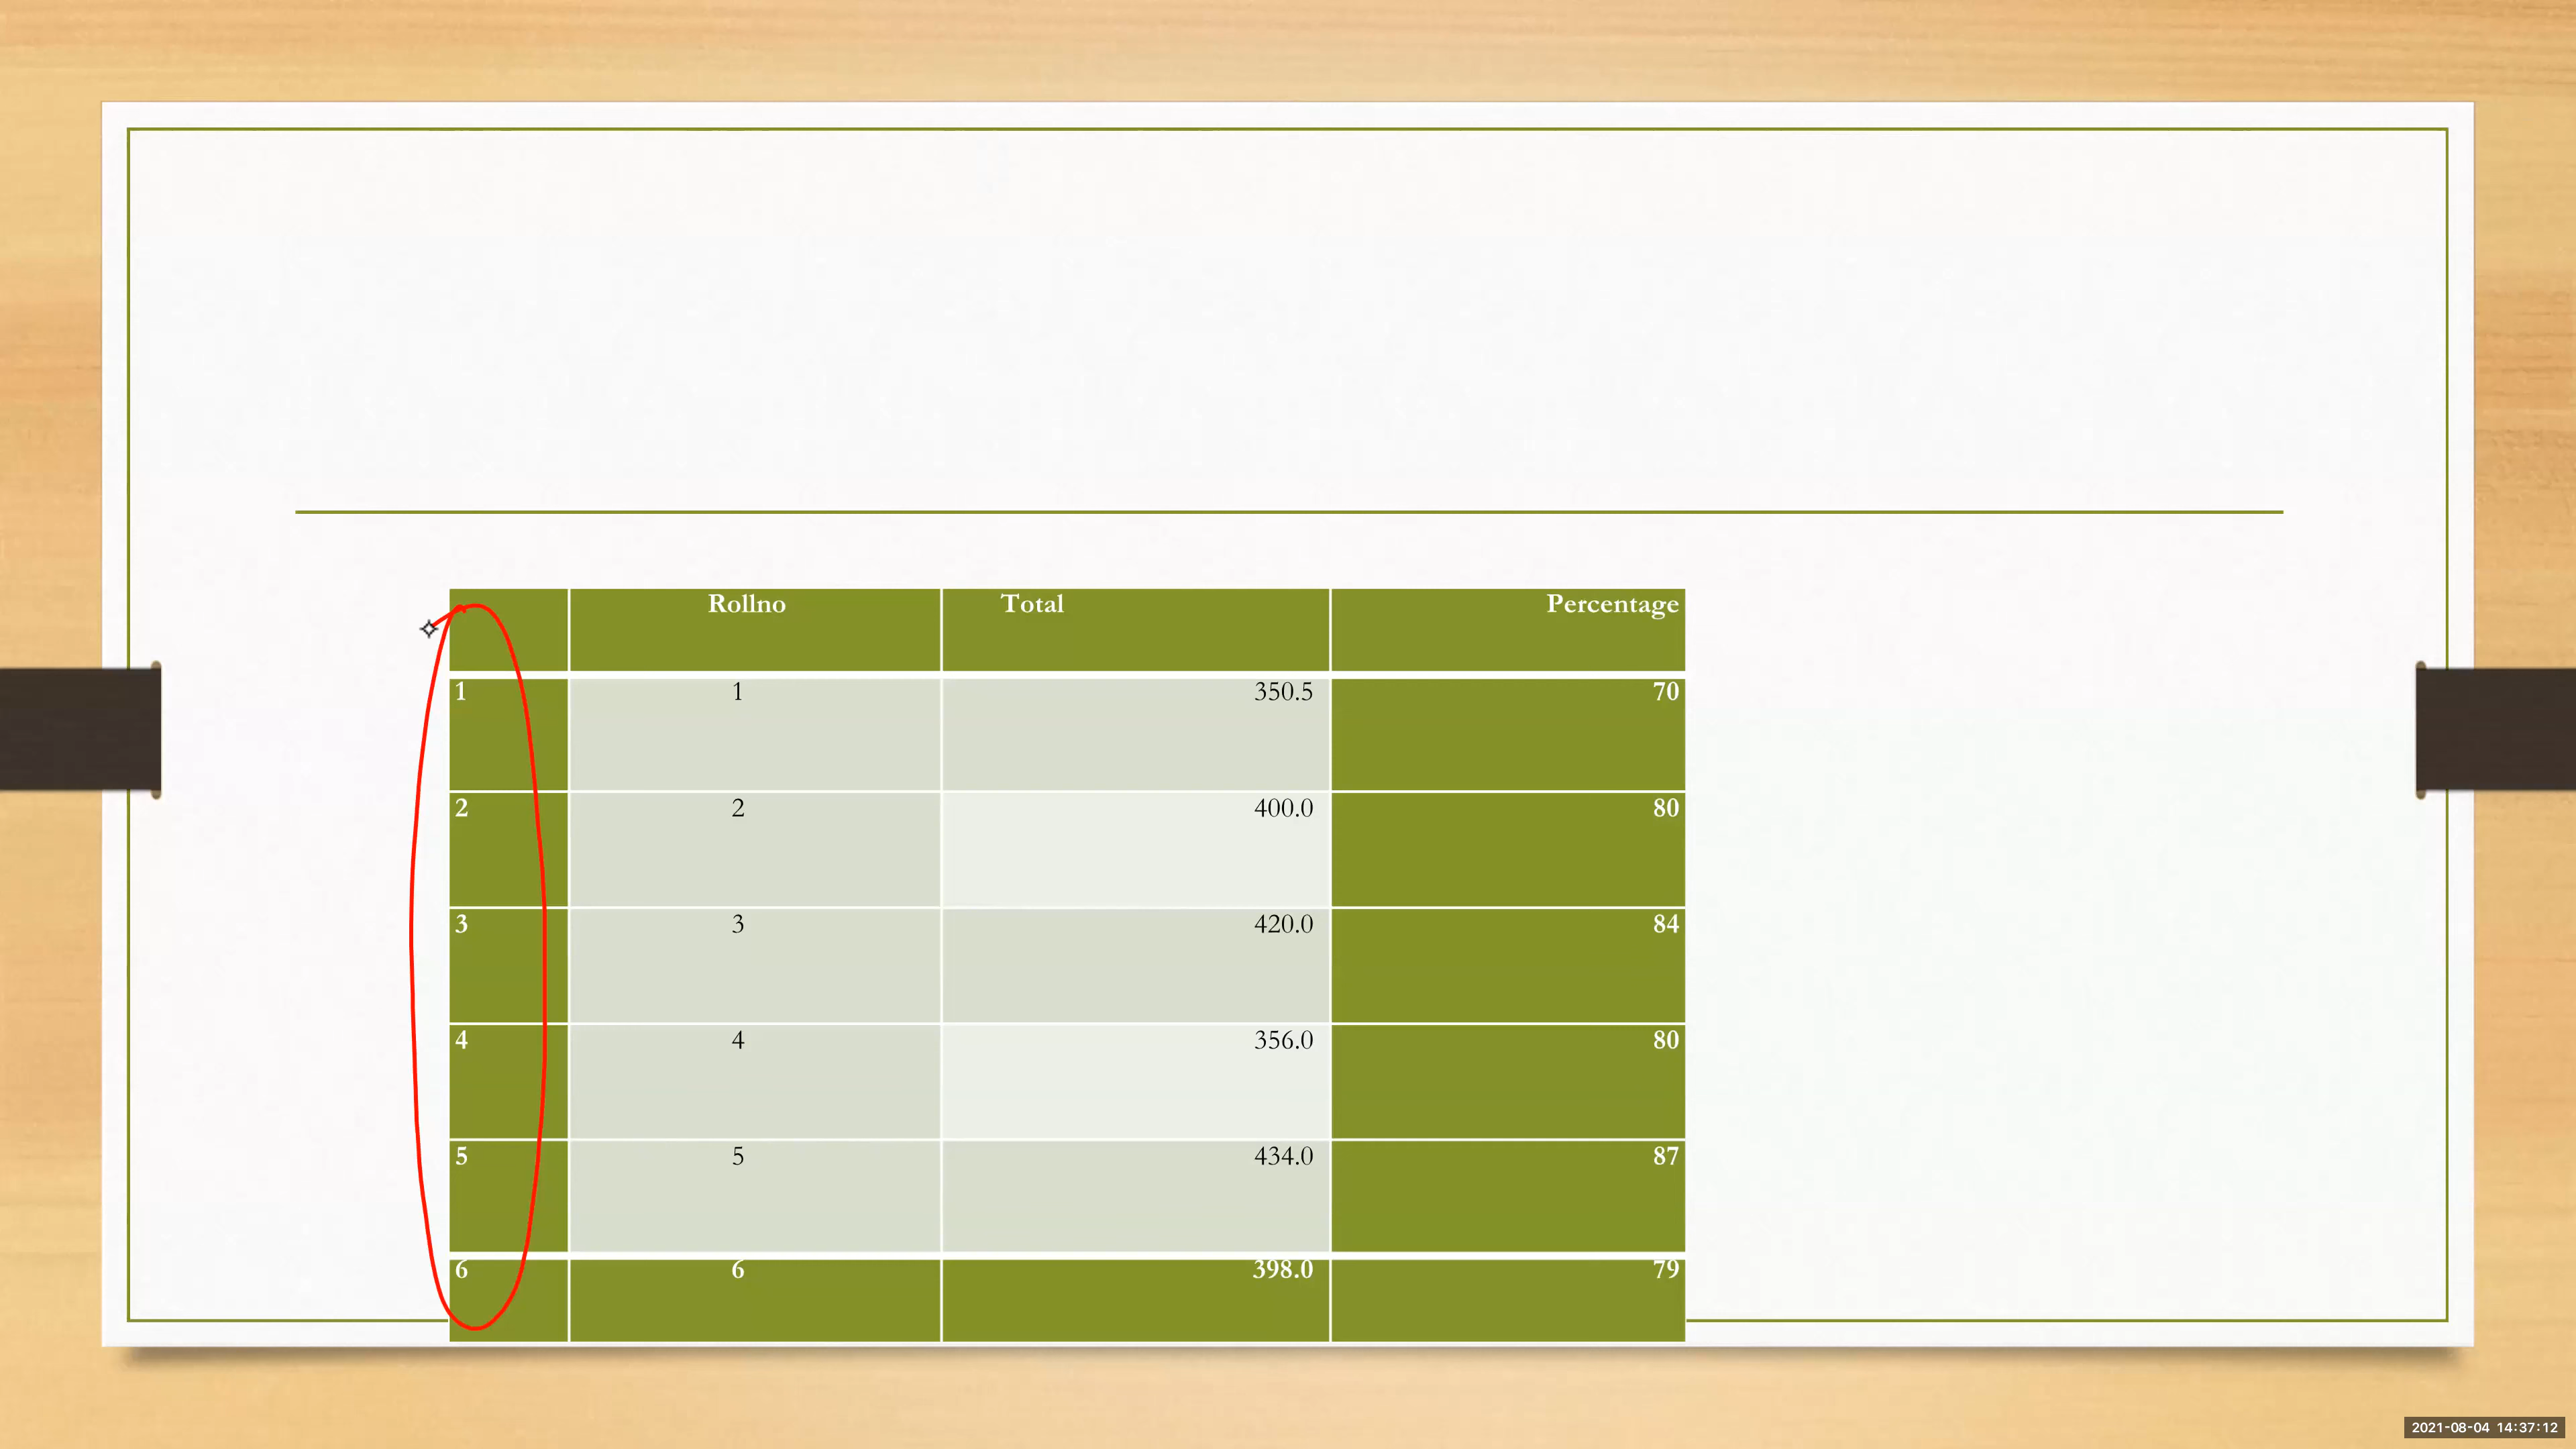 Rollno Total Percentage
1 1 350.5 70
2 2 400.0 80
3 3 420.0 84
4 4 356.0 80
5 5 434.0 87
6 6 398.0 79
2021-08-04 14:37:12